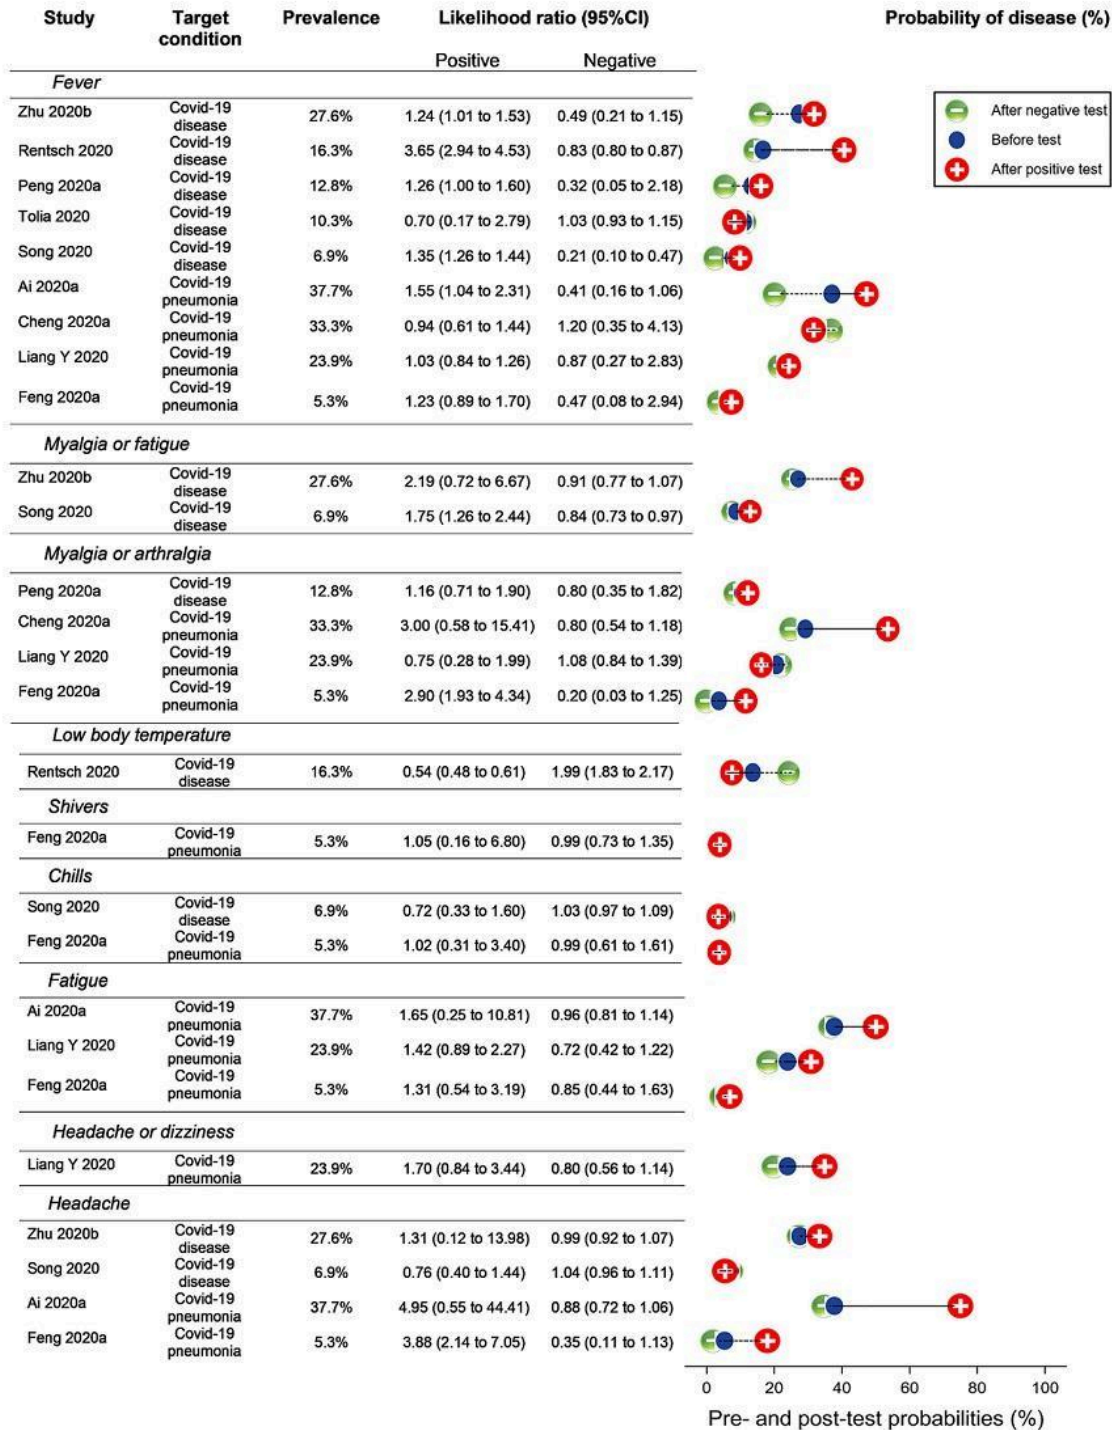 Study Target condition Prevalence Likelihood ratio (95%CI) Probability of disease (%)
Positive Negative
Fever
Zhu 2020b Covid-19 disease 27.6% 1.24 (1.01 to 1.53) 0.49 (0.21 to 1.15)
Rentsch 2020 Covid-19 disease 16.3% 3.65 (2.94 to 4.53) 0.83 (0.80 to 0.87)
Peng 2020a Covid-19 disease 12.8% 1.26 (1.00 to 1.60) 0.32 (0.05 to 2.18)
Tolia 2020 Covid-19 disease 10.3% 0.70 (0.17 to 2.79) 1.03 (0.93 to 1.15)
Song 2020 Covid-19 disease 6.9% 1.35 (1.26 to 1.44) 0.21 (0.10 to 0.47)
Ai 2020a Covid-19 pneumonia 37.7% 1.55 (1.04 to 2.31) 0.41 (0.16 to 1.06)
Cheng 2020a Covid-19 pneumonia 33.3% 0.94 (0.61 to 1.44) 1.20 (0.35 to 4.13)
Liang Y 2020 Covid-19 pneumonia 23.9% 1.03 (0.84 to 1.26) 0.87 (0.27 to 2.83)
Feng 2020a Covid-19 pneumonia 5.3% 1.23 (0.89 to 1.70) 0.47 (0.08 to 2.94)
After negative test
Before test
After positive test
Myalgia or fatigue
Zhu 2020b Covid-19 disease 27.6% 2.19 (0.72 to 6.67) 0.91 (0.77 to 1.07)
Song 2020 Covid-19 disease 6.9% 1.75 (1.26 to 2.44) 0.84 (0.73 to 0.97)
Myalgia or arthralgia
Peng 2020a Covid-19 disease 12.8% 1.16 (0.71 to 1.90) 0.80 (0.35 to 1.82)
Cheng 2020a Covid-19 pneumonia 33.3% 3.00 (0.58 to 15.41) 0.80 (0.54 to 1.18)
Liang Y 2020 Covid-19 pneumonia 23.9% 0.75 (0.28 to 1.99) 1.08 (0.84 to 1.39)
Feng 2020a Covid-19 pneumonia 5.3% 2.90 (1.93 to 4.34) 0.20 (0.03 to 1.25)
Low body temperature
Rentsch 2020 Covid-19 disease 16.3% 0.54 (0.48 to 0.61) 1.99 (1.83 to 2.17)
Shivers
Feng 2020a Covid-19 pneumonia 5.3% 1.05 (0.16 to 6.80) 0.99 (0.73 to 1.35)
Chills
Song 2020 Covid-19 disease 6.9% 0.72 (0.33 to 1.60) 1.03 (0.97 to 1.09)
Feng 2020a Covid-19 pneumonia 5.3% 1.02 (0.31 to 3.40) 0.99 (0.61 to 1.61)
Fatigue
Ai 2020a Covid-19 pneumonia 37.7% 1.65 (0.25 to 10.81) 0.96 (0.81 to 1.14)
Liang Y 2020 Covid-19 pneumonia 23.9% 1.42 (0.89 to 2.27) 0.72 (0.42 to 1.22)
Feng 2020a Covid-19 pneumonia 5.3% 1.31 (0.54 to 3.19) 0.85 (0.44 to 1.63)
Headache or dizziness
Liang Y 2020 Covid-19 pneumonia 23.9% 1.70 (0.84 to 3.44) 0.80 (0.56 to 1.14)
Headache
Zhu 2020b Covid-19 disease 27.6% 1.31 (0.12 to 13.98) 0.99 (0.92 to 1.07)
Song 2020 Covid-19 disease 6.9% 0.76 (0.40 to 1.44) 1.04 (0.96 to 1.11)
Ai 2020a Covid-19 pneumonia 37.7% 4.95 (0.55 to 44.41) 0.88 (0.72 to 1.06)
Feng 2020a Covid-19 pneumonia 5.3% 3.88 (2.14 to 7.05) 0.35 (0.11 to 1.13)
0 20 40 60 80 100
Pre- and post-test probabilities (%)